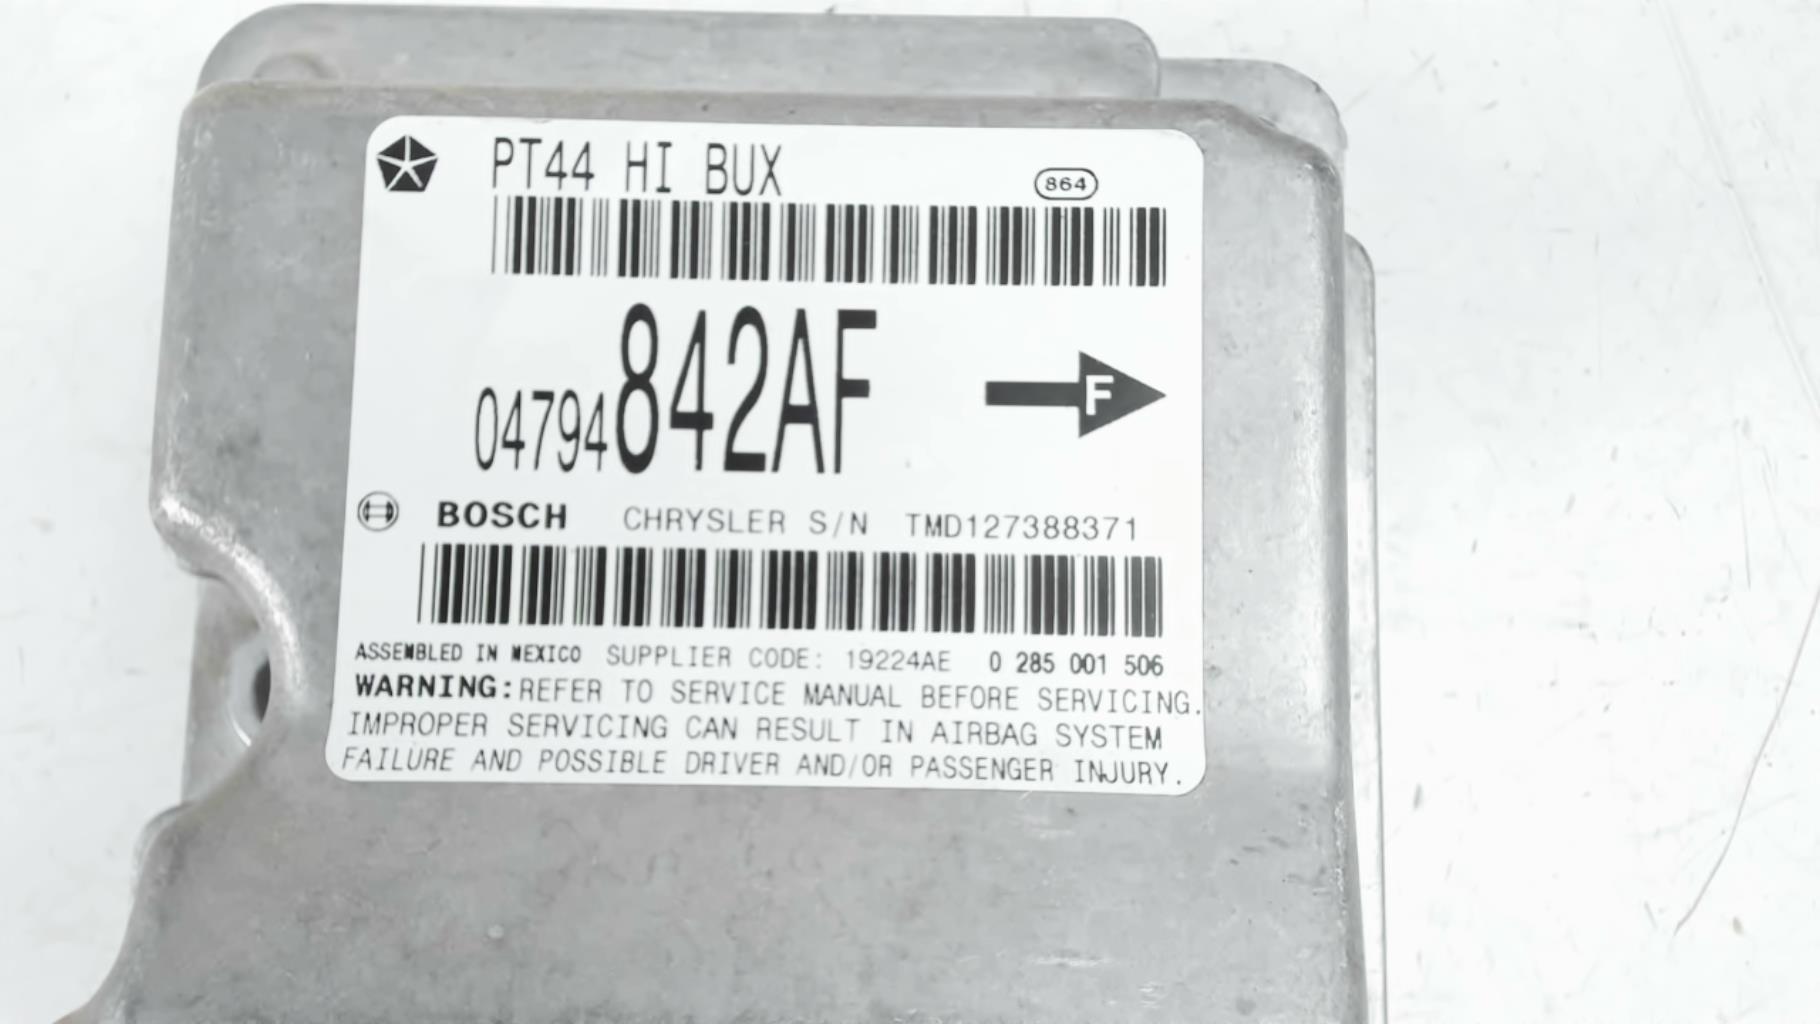 PT44 HI BUX
864
04794842AF
F
BOSCH CHRYSLER S/N TMD127388371
ASSEMBLED IN MEXICO SUPPLIER CODE: 19224AE 0 285 001 506
WARNING:REFER TO SERVICE MANUAL BEFORE SERVICING.
IMPROPER SERVICING CAN RESULT IN AIRBAG SYSTEM
FAILURE AND POSSIBLE DRIVER AND/OR PASSENGER INJURY.